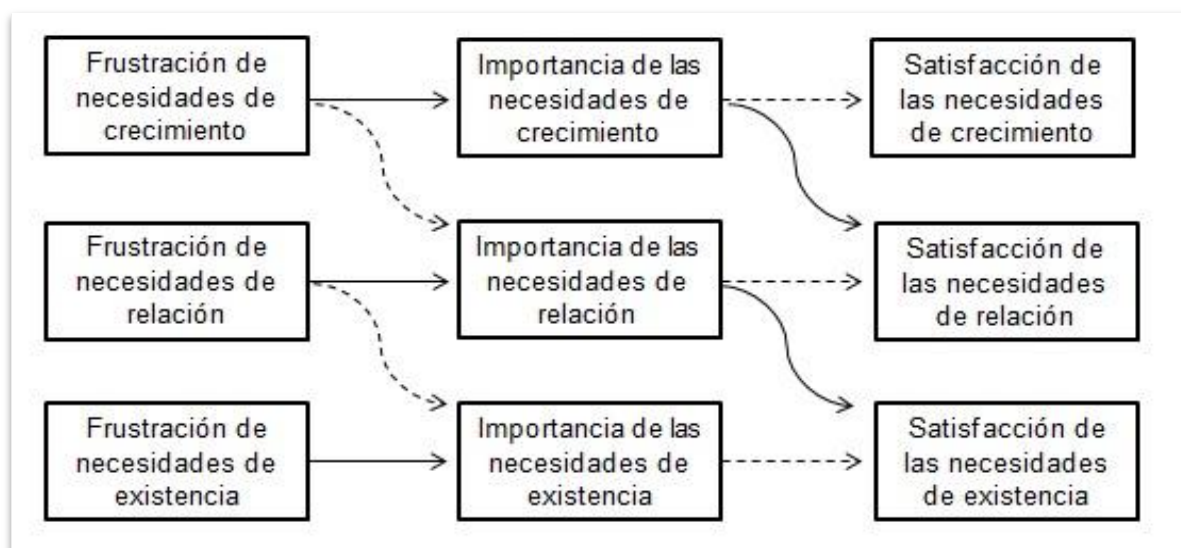 Frustración de
necesidades de
crecimiento
Importancia de las
necesidades de
crecimiento
Satisfacción de
las necesidades
de crecimiento
Frustración de
necesidades de
relación
Importancia de las
necesidades de
relación
Satisfacción de
las necesidades
de relación
Frustración de
necesidades de
existencia
Importancia de las
necesidades de
existencia
Satisfacción de
las necesidades
de existencia